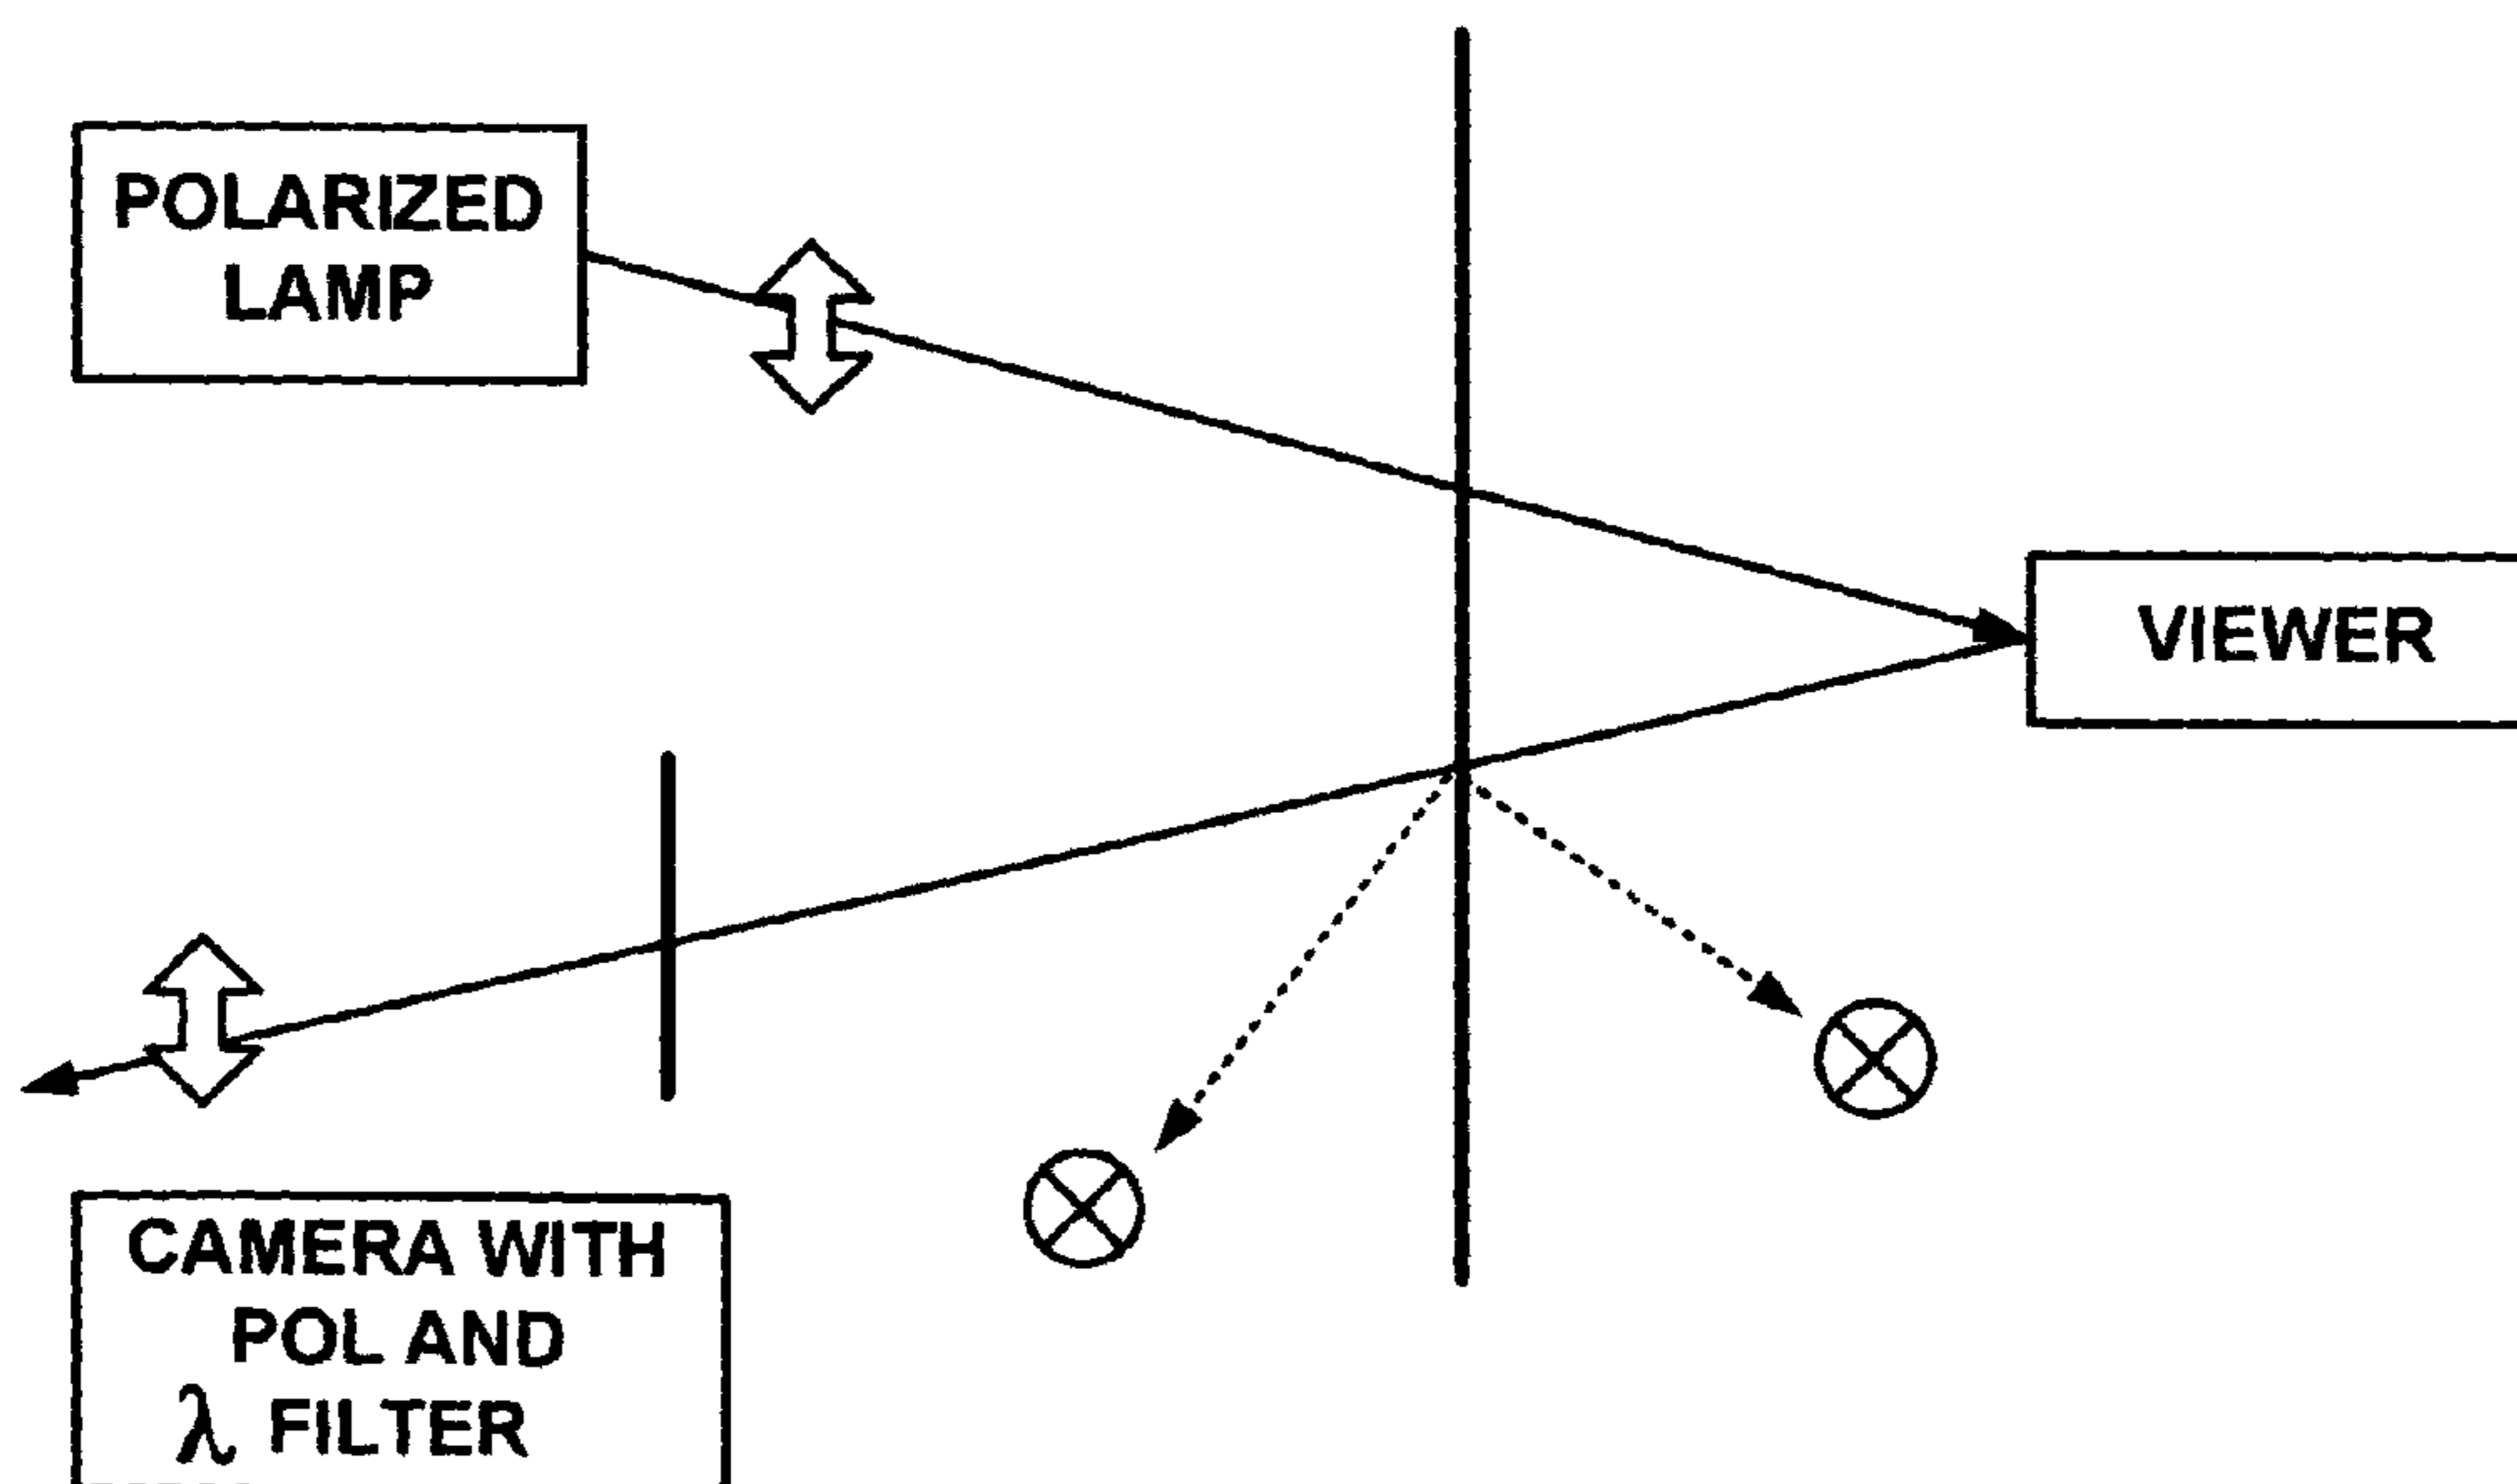 POLARIZED
LAMP
VIEWER
CAMERA WITH
POL AND
λ FILTER